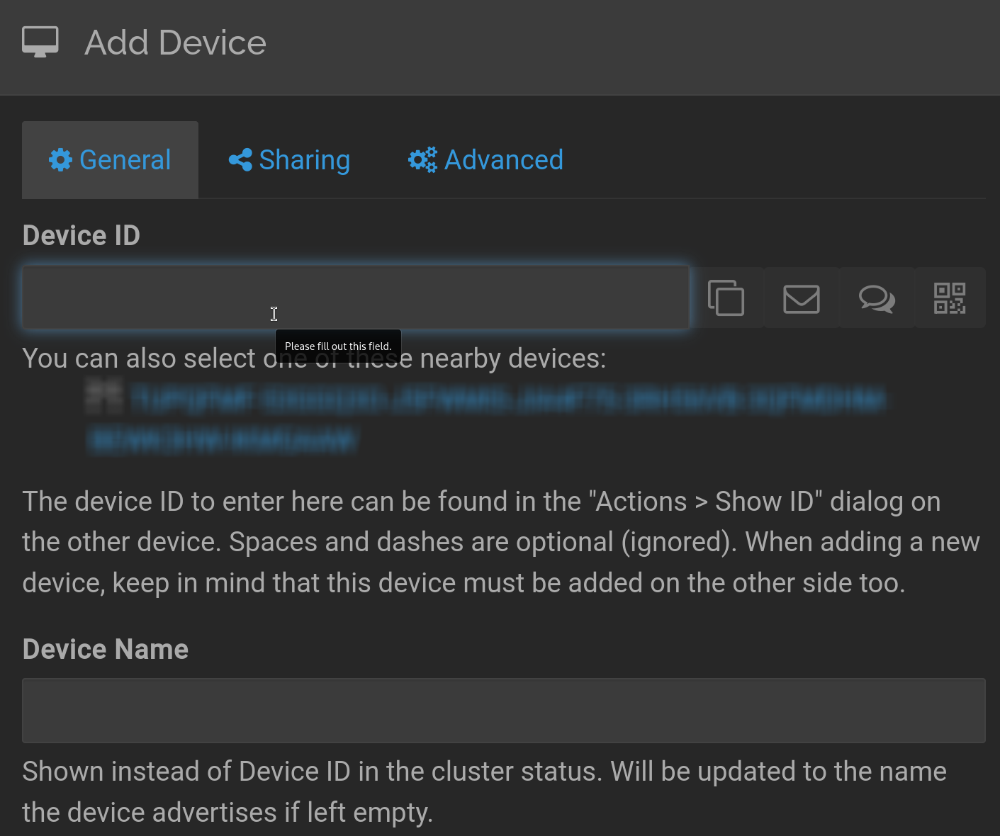 Add Device
General Sharing Advanced
Device ID
Please fill out this field.
You can also select one of these nearby devices:
The device ID to enter here can be found in the "Actions > Show ID" dialog on
the other device. Spaces and dashes are optional (ignored). When adding a new
device, keep in mind that this device must be added on the other side too.
Device Name
Shown instead of Device ID in the cluster status. Will be updated to the name
the device advertises if left empty.